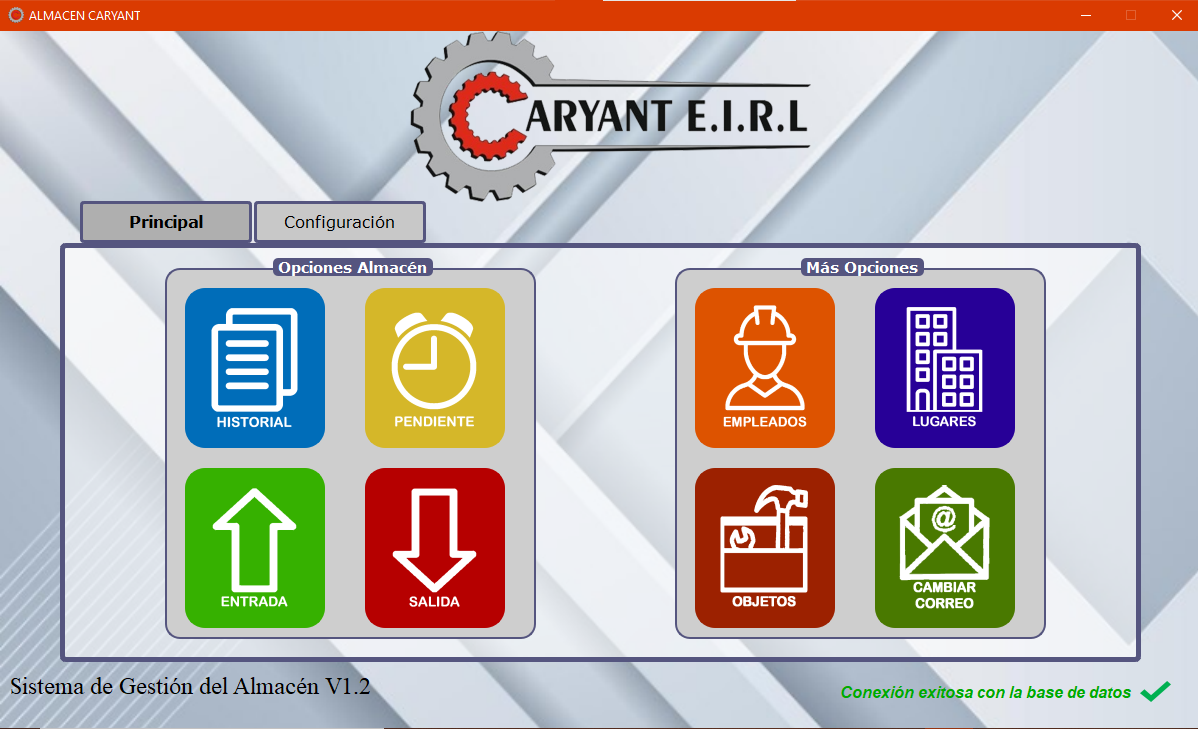 ALMACEN CARYANT
CARYANT E.I.R.L
Principal
Configuración
Opciones Almacén
HISTORIAL
PENDIENTE
ENTRADA
SALIDA
Más Opciones
EMPLEADOS
LUGARES
OBJETOS
@
CAMBIAR
CORREO
Sistema de Gestión del Almacén V1.2
Conexión exitosa con la base de datos